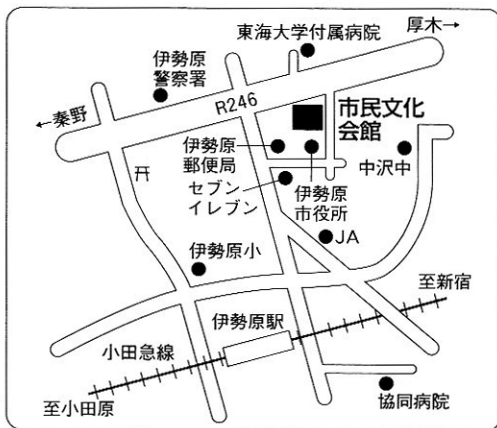 東海大学付属病院
厚木→
伊勢原
警察署
R246
←秦野
市民文化
会館
伊勢原
郵便局
中沢中
セブン
イレブン
伊勢原
市役所
JA
伊勢原小
至新宿
伊勢原駅
小田急線
至小田原
協同病院